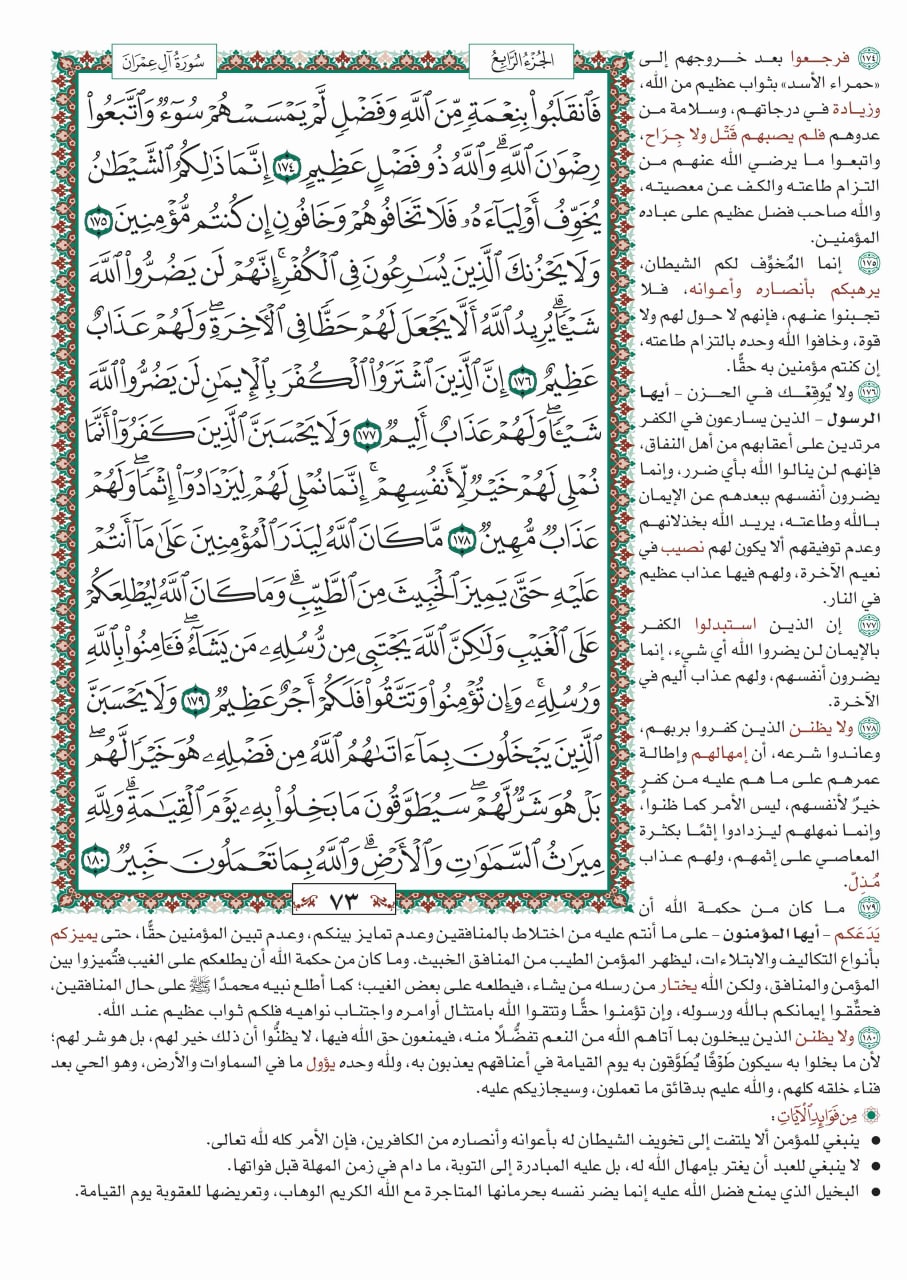 سُورَةُ آلِ عِمْرَانَ
الجُزْءُ الرَّابِعُ
فَٱنقَلَبُوا۟ بِنِعْمَةٍ مِّنَ ٱللَّهِ وَفَضْلٍ لَّمْ يَمْسَسْهُمْ سُوٓءٌ وَٱتَّبَعُوا۟
رِضْوَٰنَ ٱللَّهِ ۗ وَٱللَّهُ ذُو فَضْلٍ عَظِيمٍ ١٧٤ إِنَّمَا ذَٰلِكُمُ ٱلشَّيْطَٰنُ
يُخَوِّفُ أَوْلِيَآءَهُۥ فَلَا تَخَافُوهُمْ وَخَافُونِ إِن كُنتُم مُّؤْمِنِينَ ١٧٥
وَلَا يَحْزُنكَ ٱلَّذِينَ يُسَٰرِعُونَ فِى ٱلْكُفْرِ ۚ إِنَّهُمْ لَن يَضُرُّوا۟ ٱللَّهَ
شَيْـًٔا ۗ يُرِيدُ ٱللَّهُ أَلَّا يَجْعَلَ لَهُمْ حَظًّا فِى ٱلْءَاخِرَةِ ۖ وَلَهُمْ عَذَابٌ
عَظِيمٌ ١٧٦ إِنَّ ٱلَّذِينَ ٱشْتَرَوُا۟ ٱلْكُفْرَ بِٱلْإِيمَٰنِ لَن يَضُرُّوا۟ ٱللَّهَ
شَيْـًٔا ۖ وَلَهُمْ عَذَابٌ أَلِيمٌ ١٧٧ وَلَا يَحْسَبَنَّ ٱلَّذِينَ كَفَرُوٓا۟ أَنَّمَا
نُمْلِى لَهُمْ خَيْرٌ لِّأَنفُسِهِمْ ۚ إِنَّمَا نُمْلِى لَهُمْ لِيَزْدَادُوٓا۟ إِثْمًا ۖ وَلَهُمْ
عَذَابٌ مُّهِينٌ ١٧٨ مَّا كَانَ ٱللَّهُ لِيَذَرَ ٱلْمُؤْمِنِينَ عَلَىٰ مَآ أَنتُمْ
عَلَيْهِ حَتَّىٰ يَمِيزَ ٱلْخَبِيثَ مِنَ ٱلطَّيِّبِ ۗ وَمَا كَانَ ٱللَّهُ لِيُطْلِعَكُمْ
عَلَى ٱلْغَيْبِ وَلَٰكِنَّ ٱللَّهَ يَجْتَبِى مِن رُّسُلِهِۦ مَن يَشَآءُ ۖ فَـَٔامِنُوا۟ بِٱللَّهِ
وَرُسُلِهِۦ ۚ وَإِن تُؤْمِنُوا۟ وَتَتَّقُوا۟ فَلَكُمْ أَجْرٌ عَظِيمٌ ١٧٩ وَلَا يَحْسَبَنَّ
ٱلَّذِينَ يَبْخَلُونَ بِمَآ ءَاتَىٰهُمُ ٱللَّهُ مِن فَضْلِهِۦ هُوَ خَيْرًا لَّهُم ۖ
بَلْ هُوَ شَرٌّ لَّهُمْ ۖ سَيُطَوَّقُونَ مَا بَخِلُوا۟ بِهِۦ يَوْمَ ٱلْقِيَٰمَةِ ۗ وَلِلَّهِ
مِيرَٰثُ ٱلسَّمَٰوَٰتِ وَٱلْأَرْضِ ۗ وَٱللَّهُ بِمَا تَعْمَلُونَ خَبِيرٌ ١٨٠
٧٣
١٧٤ فرجعوا بعد خروجهم إلى
«حمراء الأسد» بثواب عظيم من الله،
وزيادة في درجاتهم، وسلامة من
عدوهم فلم يصبهم قَتْل ولا جِرَاح،
واتبعوا ما يرضي الله عنهم من
التزام طاعته والكف عن معصيته،
والله صاحب فضل عظيم على عباده
المؤمنين.
١٧٥ إنما المُخوِّف لكم الشيطان،
يرهبكم بأنصاره وأعوانه، فلا
تجبنوا عنهم، فإنهم لا حول لهم ولا
قوة، وخافوا الله وحده بالتزام طاعته،
إن كنتم مؤمنين به حقًّا.
١٧٦ ولا يُوقِعْك في الحزن – أيها
الرسول – الذين يسارعون في الكفر
مرتدين على أعقابهم من أهل النفاق،
فإنهم لن ينالوا الله بأي ضرر، وإنما
يضرون أنفسهم ببعدهم عن الإيمان
بالله وطاعته، يريد الله بخذلانهم
وعدم توفيقهم ألا يكون لهم نصيب في
نعيم الآخرة، ولهم فيها عذاب عظيم
في النار.
١٧٧ إن الذين استبدلوا الكفر
بالإيمان لن يضروا الله أي شيء، إنما
يضرون أنفسهم، ولهم عذاب أليم في
الآخرة.
١٧٨ ولا يظنن الذين كفروا بربهم،
وعاندوا شرعه، أن إمهالهم وإطالة
عمرهم على ما هم عليه من كفرٍ
خيرٌ لأنفسهم، ليس الأمر كما ظنوا،
وإنما نمهلهم ليزدادوا إثمًا بكثرة
المعاصي على إثمهم، ولهم عذاب
مُذِلّ.
١٧٩ ما كان من حكمة الله أن
يَدَعَكم – أيها المؤمنون – على ما أنتم عليه من اختلاط بالمنافقين وعدم تمايز بينكم، وعدم تبين المؤمنين حقًّا، حتى يميزكم
بأنواع التكاليف والابتلاءات، ليظهر المؤمن الطيب من المنافق الخبيث. وما كان من حكمة الله أن يطلعكم على الغيب فتُميزوا بين
المؤمن والمنافق، ولكن الله يختار من رسله من يشاء، فيطلعه على بعض الغيب؛ كما أطلع نبيه محمدًا ﷺ على حال المنافقين،
فحقِّقوا إيمانكم بالله ورسوله، وإن تؤمنوا حقًّا وتتقوا الله بامتثال أوامره واجتناب نواهيه فلكم ثواب عظيم عند الله.
١٨٠ ولا يظنن الذين يبخلون بما آتاهم الله من النعم تفضُّلًا منه، فيمنعون حق الله فيها، لا يظنُّوا أن ذلك خير لهم، بل هو شر لهم؛
لأن ما بخلوا به سيكون طَوْقًا يُطَوَّقون به يوم القيامة في أعناقهم يعذبون به، ولله وحده يؤول ما في السماوات والأرض، وهو الحي بعد
فناء خلقه كلهم، والله عليم بدقائق ما تعملون، وسيجازيكم عليه.
مِن فَوَائِدِ ٱلْآيَاتِ:
• ينبغي للمؤمن ألا يلتفت إلى تخويف الشيطان له بأعوانه وأنصاره من الكافرين، فإن الأمر كله لله تعالى.
• لا ينبغي للعبد أن يغتر بإمهال الله له، بل عليه المبادرة إلى التوبة، ما دام في زمن المهلة قبل فواتها.
• البخيل الذي يمنع فضل الله عليه إنما يضر نفسه بحرمانها المتاجرة مع الله الكريم الوهاب، وتعريضها للعقوبة يوم القيامة.